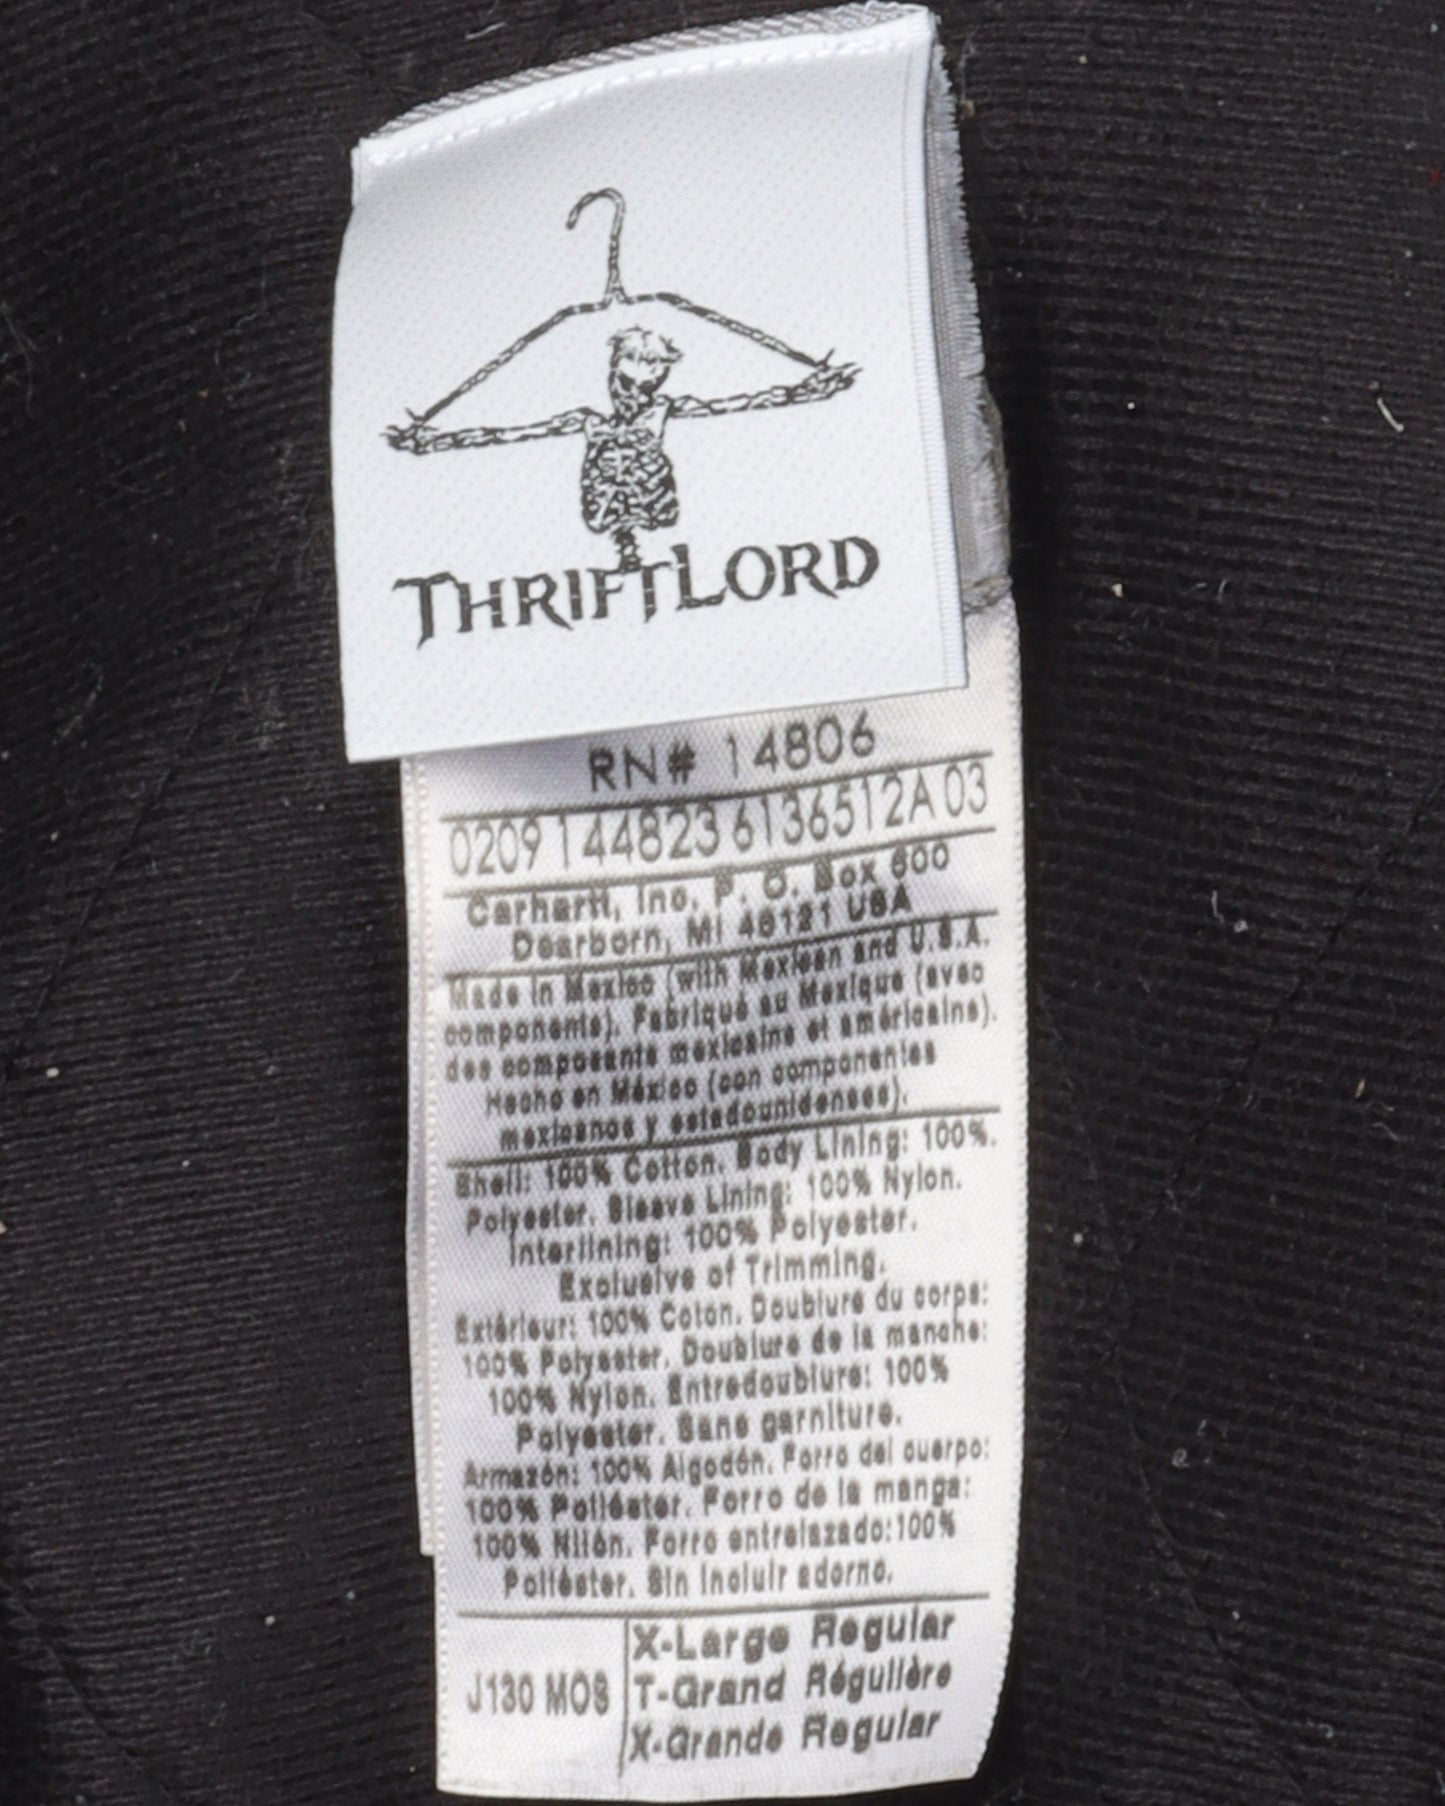 THRIFTLORD
RN# 14806
0209 144823 6136512A 03
Carhartt, Inc. P. O. Box 600
Dearborn, MI 48121 USA
Made in Mexico (with Mexican and U.S.A.
components). Fabriqué au Mexique (avec
des composants mexicains et américains).
Hecho en México (con componentes
mexicanos y estadounidenses).
Shell: 100% Cotton. Body Lining: 100%.
Polyester. Sleeve Lining: 100% Nylon.
Interlining: 100% Polyester.
Exclusive of Trimming.
Extérieur: 100% Coton. Doublure du corps:
100% Polyester. Doublure de la manche:
100% Nylon. Entredoublure: 100%
Polyester. Sans garniture.
Armazón: 100% Algodón. Forro del cuerpo:
100% Poliéster. Forro de la manga:
100% Nilón. Forro entrelazado:100%
Poliéster. Sin incluir adorno.
J130 MOS
X-Large Regular
T-Grand Régulière
X-Grande Regular